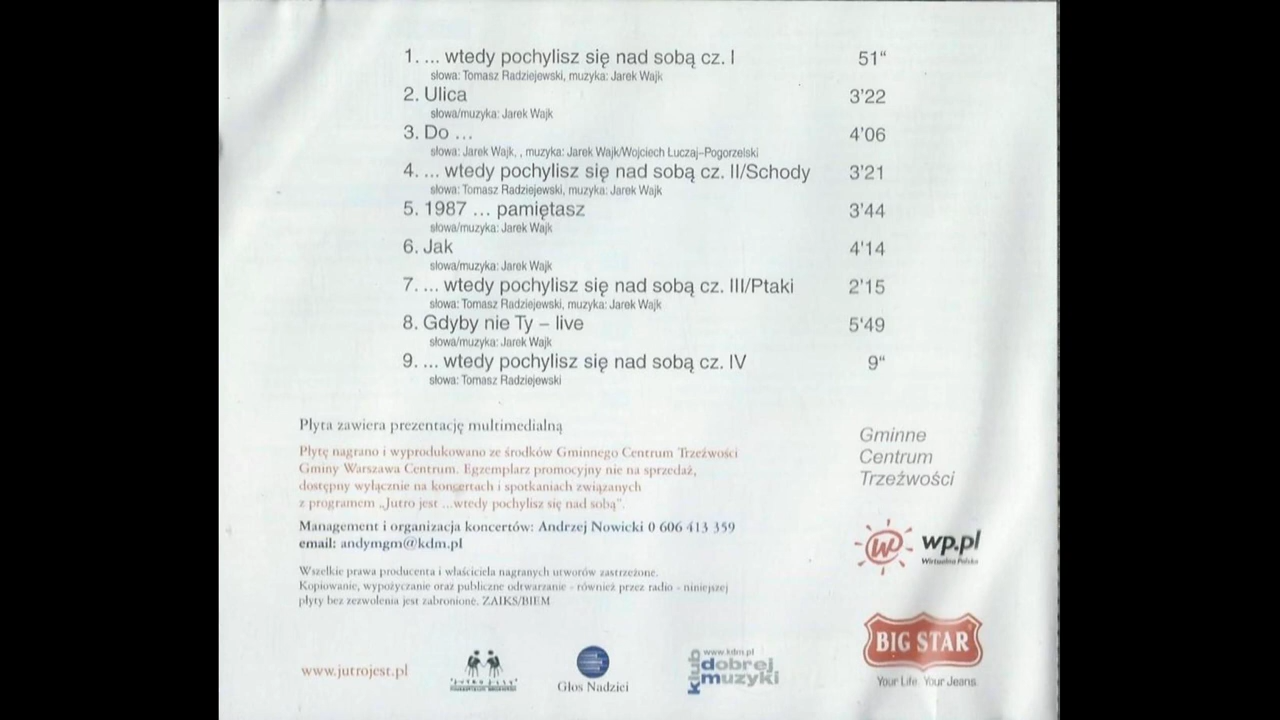 1. ... wtedy pochylisz się nad sobą cz. I 51"
słowa: Tomasz Radziejewski, muzyka: Jarek Wajk
2. Ulica 3'22
słowa/muzyka: Jarek Wajk
3. Do ... 4'06
słowa: Jarek Wajk, , muzyka: Jarek Wajk/Wojciech Łuczaj–Pogorzelski
4. ... wtedy pochylisz się nad sobą cz. II/Schody 3'21
słowa: Tomasz Radziejewski, muzyka: Jarek Wajk
5. 1987 ... pamiętasz 3'44
słowa/muzyka: Jarek Wajk
6. Jak 4'14
słowa/muzyka: Jarek Wajk
7. ... wtedy pochylisz się nad sobą cz. III/Ptaki 2'15
słowa: Tomasz Radziejewski, muzyka: Jarek Wajk
8. Gdyby nie Ty – live 5'49
słowa/muzyka: Jarek Wajk
9. ... wtedy pochylisz się nad sobą cz. IV 9"
słowa: Tomasz Radziejewski
Płyta zawiera prezentację multimedialną
Płytę nagrano i wyprodukowano ze środków Gminnego Centrum Trzeźwości
Gminy Warszawa Centrum. Egzemplarz promocyjny nie na sprzedaż,
dostępny wyłącznie na koncertach i spotkaniach związanych
z programem „Jutro jest ...wtedy pochylisz się nad sobą".
Management i organizacja koncertów: Andrzej Nowicki 0 606 413 359
email: andymgm@kdm.pl
Wszelkie prawa producenta i właściciela nagranych utworów zastrzeżone.
Kopiowanie, wypożyczanie oraz publiczne odtwarzanie - również przez radio - niniejszej
płyty bez zezwolenia jest zabronione. ZAIKS/BIEM
Gminne
Centrum
Trzeźwości
wp.pl
Wirtualna Polska
BIG STAR
Your Life. Your Jeans.
www.jutrojest.pl
Głos Nadziei
www.kdm.pl
klub
dobrej
muzyki